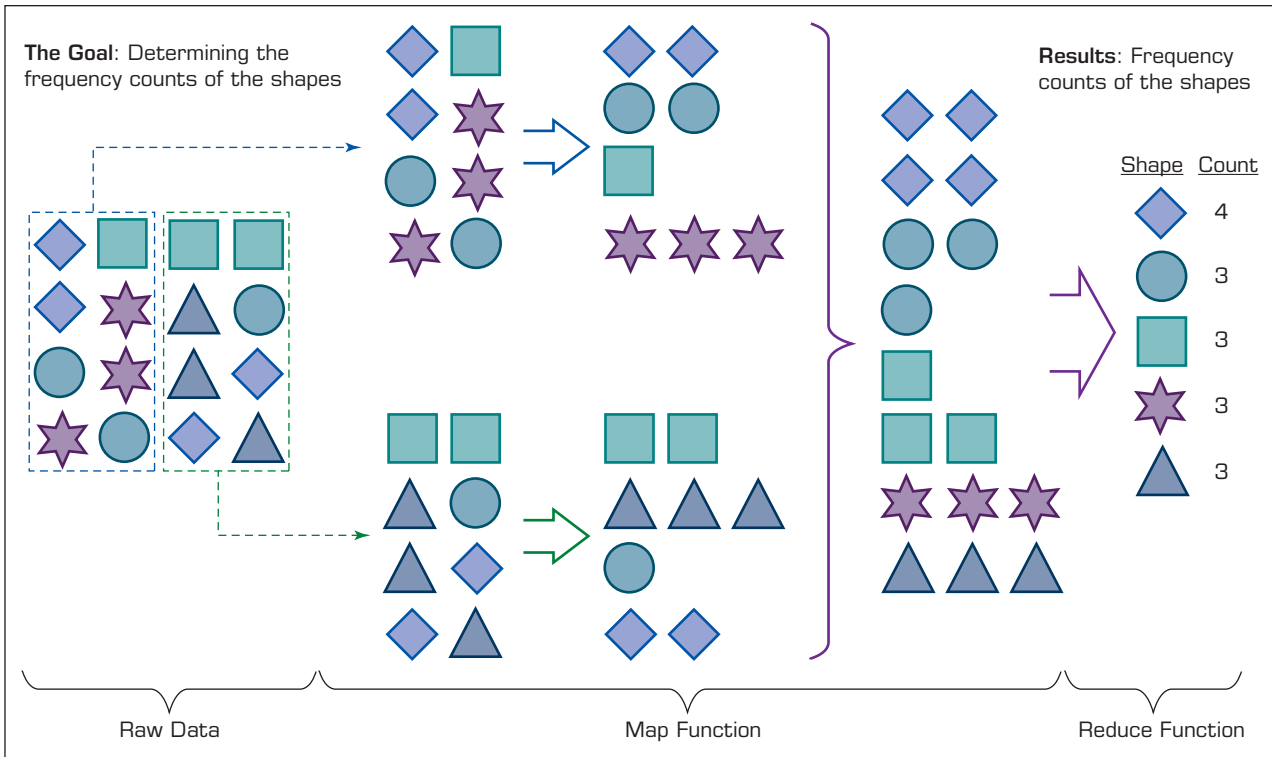 The Goal: Determining the
frequency counts of the shapes
Results: Frequency
counts of the shapes
Shape Count
4
3
3
3
3
Raw Data
Map Function
Reduce Function